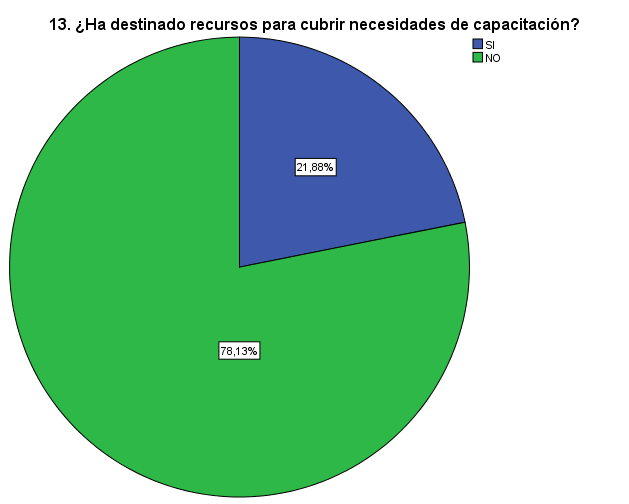 13. ¿Ha destinado recursos para cubrir necesidades de capacitación?
SI
NO
21,88%
78,13%